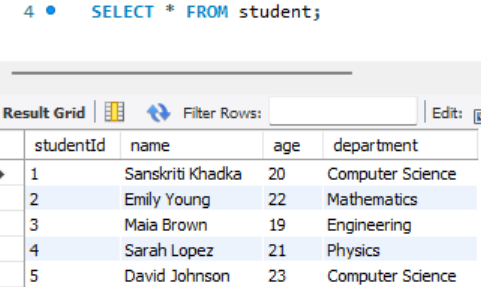 4 SELECT * FROM student;
Result Grid Filter Rows: Edit:
studentId name age department
1 Sanskriti Khadka 20 Computer Science
2 Emily Young 22 Mathematics
3 Maia Brown 19 Engineering
4 Sarah Lopez 21 Physics
5 David Johnson 23 Computer Science